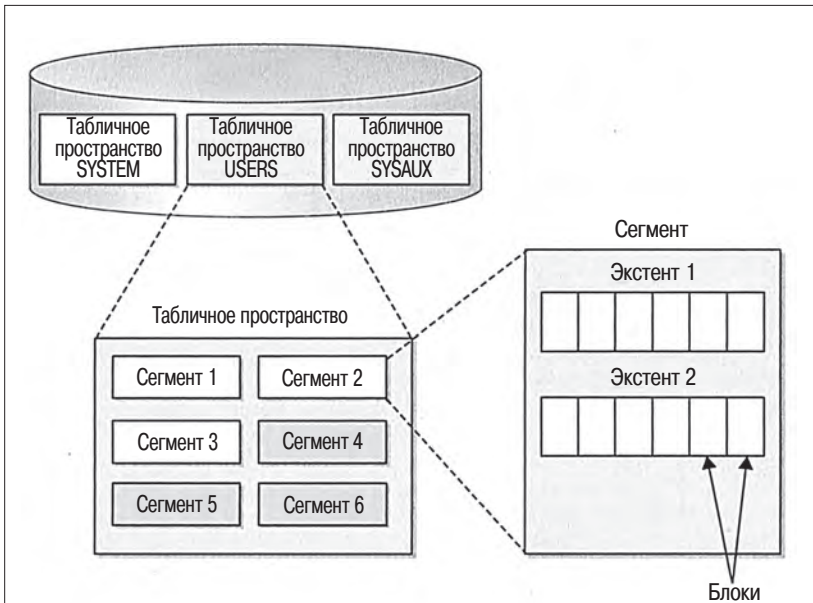 Табличное
пространство
SYSTEM
Табличное
пространство
USERS
Табличное
пространство
SYSAUX
Табличное пространство
Сегмент 1
Сегмент 2
Сегмент 3
Сегмент 4
Сегмент 5
Сегмент 6
Сегмент
Экстент 1
Экстент 2
Блоки